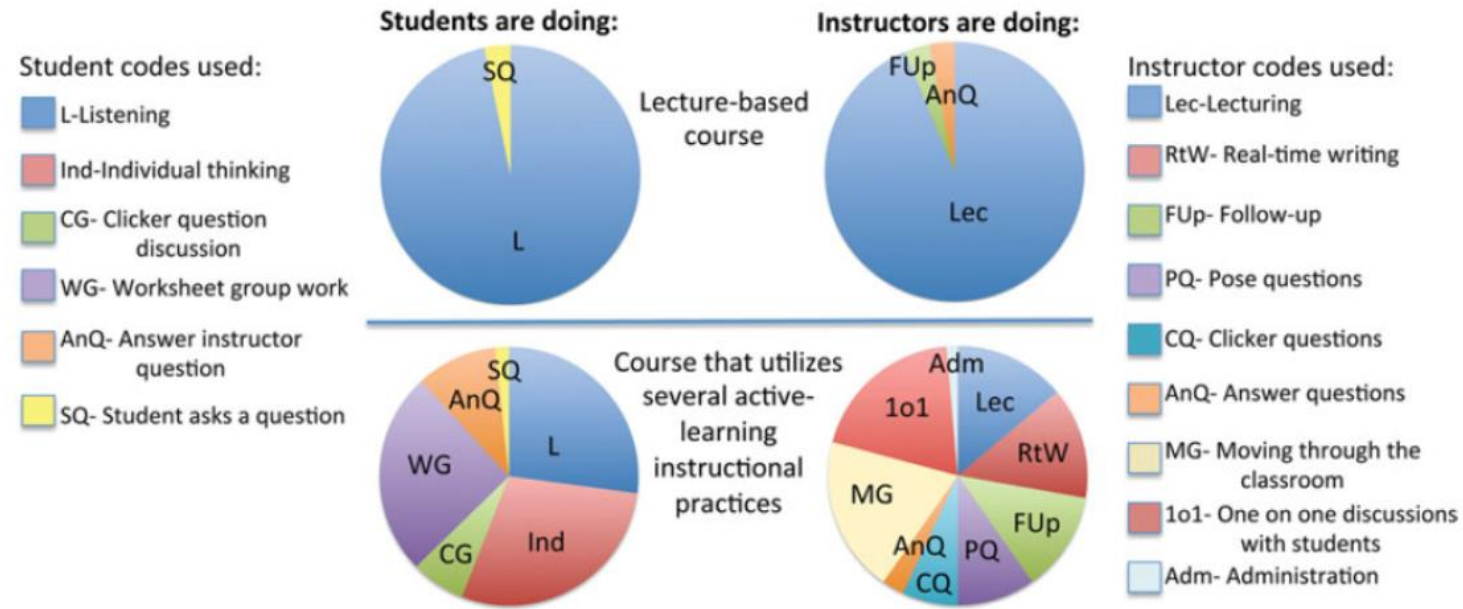 Students are doing:
Instructors are doing:
Student codes used:
L-Listening
Ind-Individual thinking
CG- Clicker question
discussion
WG- Worksheet group work
AnQ- Answer instructor
question
SQ- Student asks a question
SQ
L
Lecture-based
course
FUp
AnQ
Lec
SQ
AnQ
L
WG
CG
Ind
Course that utilizes
several active-
learning
instructional
practices
Adm
1o1
Lec
RtW
MG
FUp
AnQ
PQ
CQ
Instructor codes used:
Lec-Lecturing
RtW- Real-time writing
FUp- Follow-up
PQ- Pose questions
CQ- Clicker questions
AnQ- Answer questions
MG- Moving through the
classroom
1o1- One on one discussions
with students
Adm- Administration